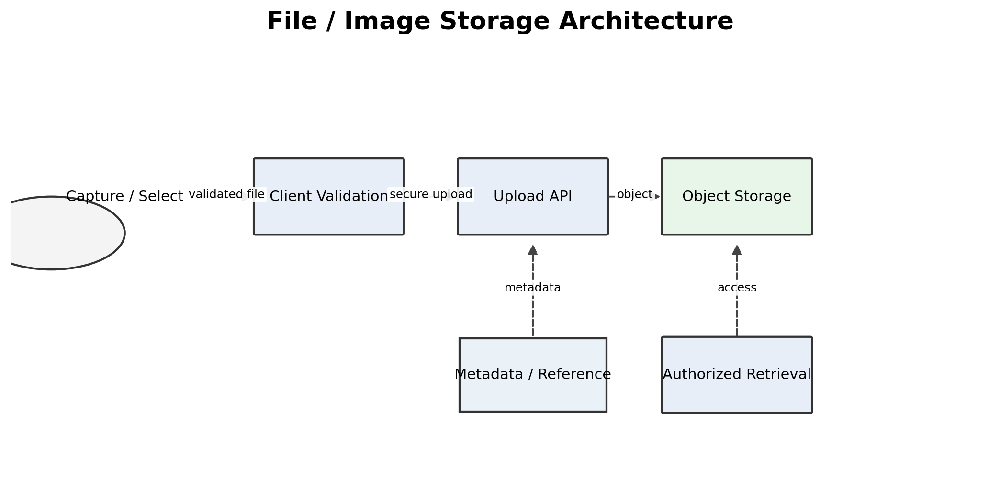 File / Image Storage Architecture
Capture / Select
validated file
Client Validation
secure upload
Upload API
object
Object Storage
metadata
access
Metadata / Reference
Authorized Retrieval